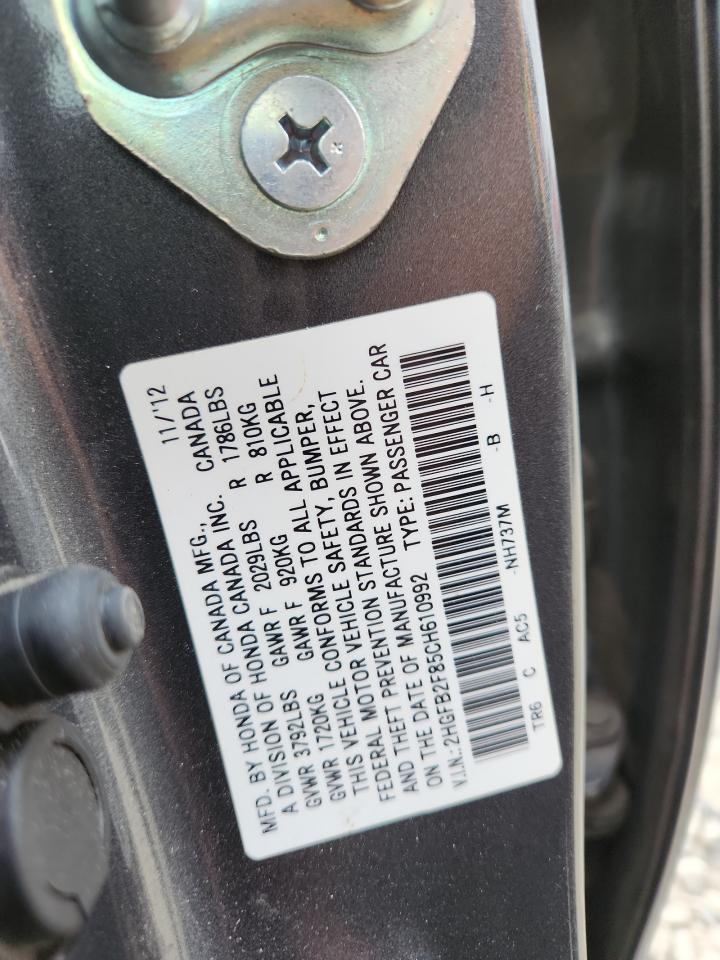 MFD. BY HONDA OF CANADA MFG., 11/'12
A DIVISION OF HONDA CANADA INC. CANADA
GVWR 3792LBS GAWR F 2029LBS R 1786LBS
GVWR 1720KG GAWR F 920KG R 810KG
THIS VEHICLE CONFORMS TO ALL APPLICABLE
FEDERAL MOTOR VEHICLE SAFETY, BUMPER,
AND THEFT PREVENTION STANDARDS IN EFFECT
ON THE DATE OF MANUFACTURE SHOWN ABOVE.
V.I.N.: 2HGFB2F85CH610992 TYPE: PASSENGER CAR
TR6 C AC5 -NH737M -B -H